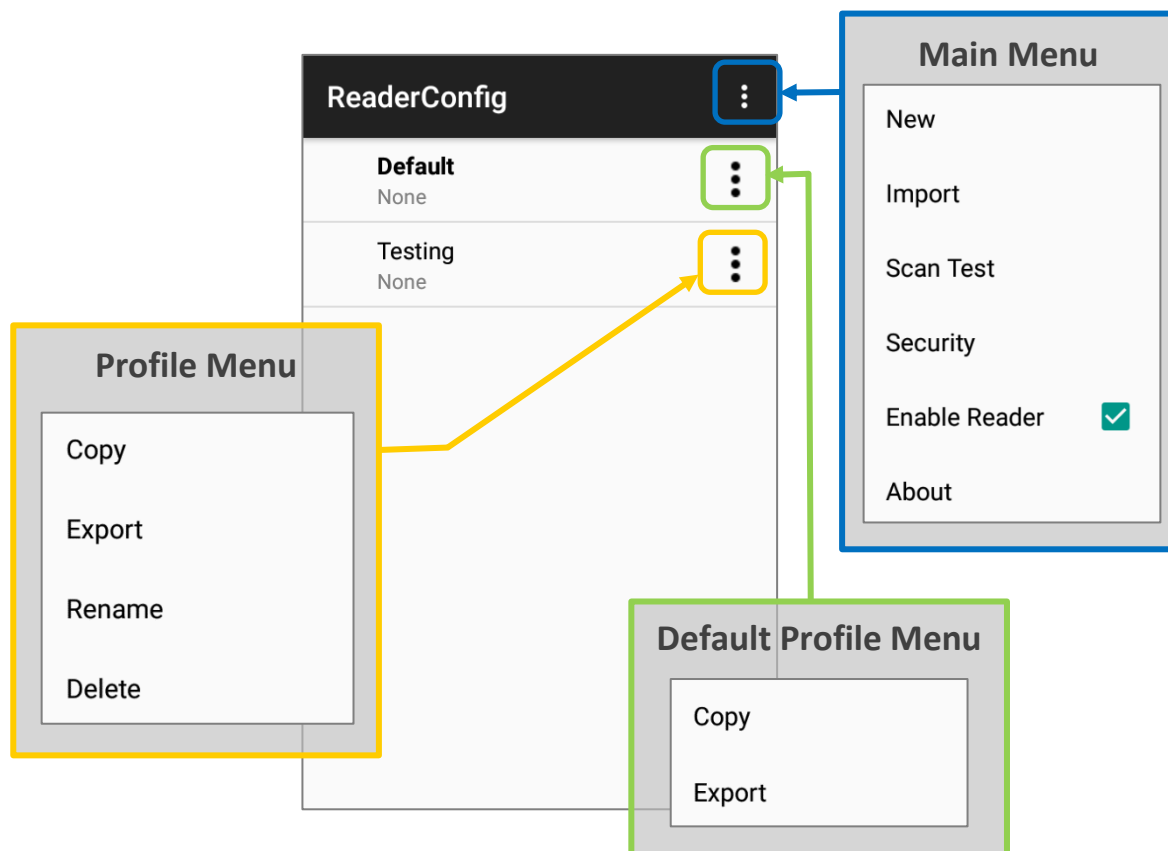 Main Menu
ReaderConfig
New
Default
None
Import
Testing
None
Scan Test
Security
Profile Menu
Enable Reader
Copy
About
Export
Rename
Default Profile Menu
Delete
Copy
Export